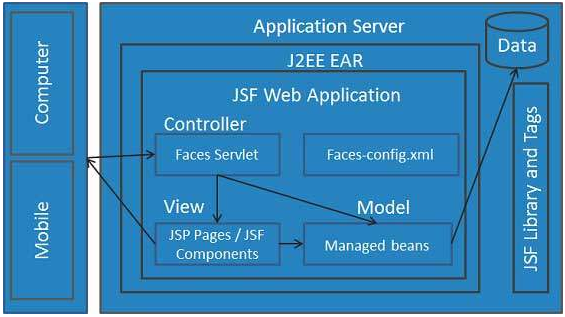 Computer
Mobile
Application Server
Data
J2EE EAR
JSF Web Application
Controller
Faces Servlet
Faces-config.xml
View
Model
JSP Pages / JSF
Components
Managed beans
JSF Library and Tags